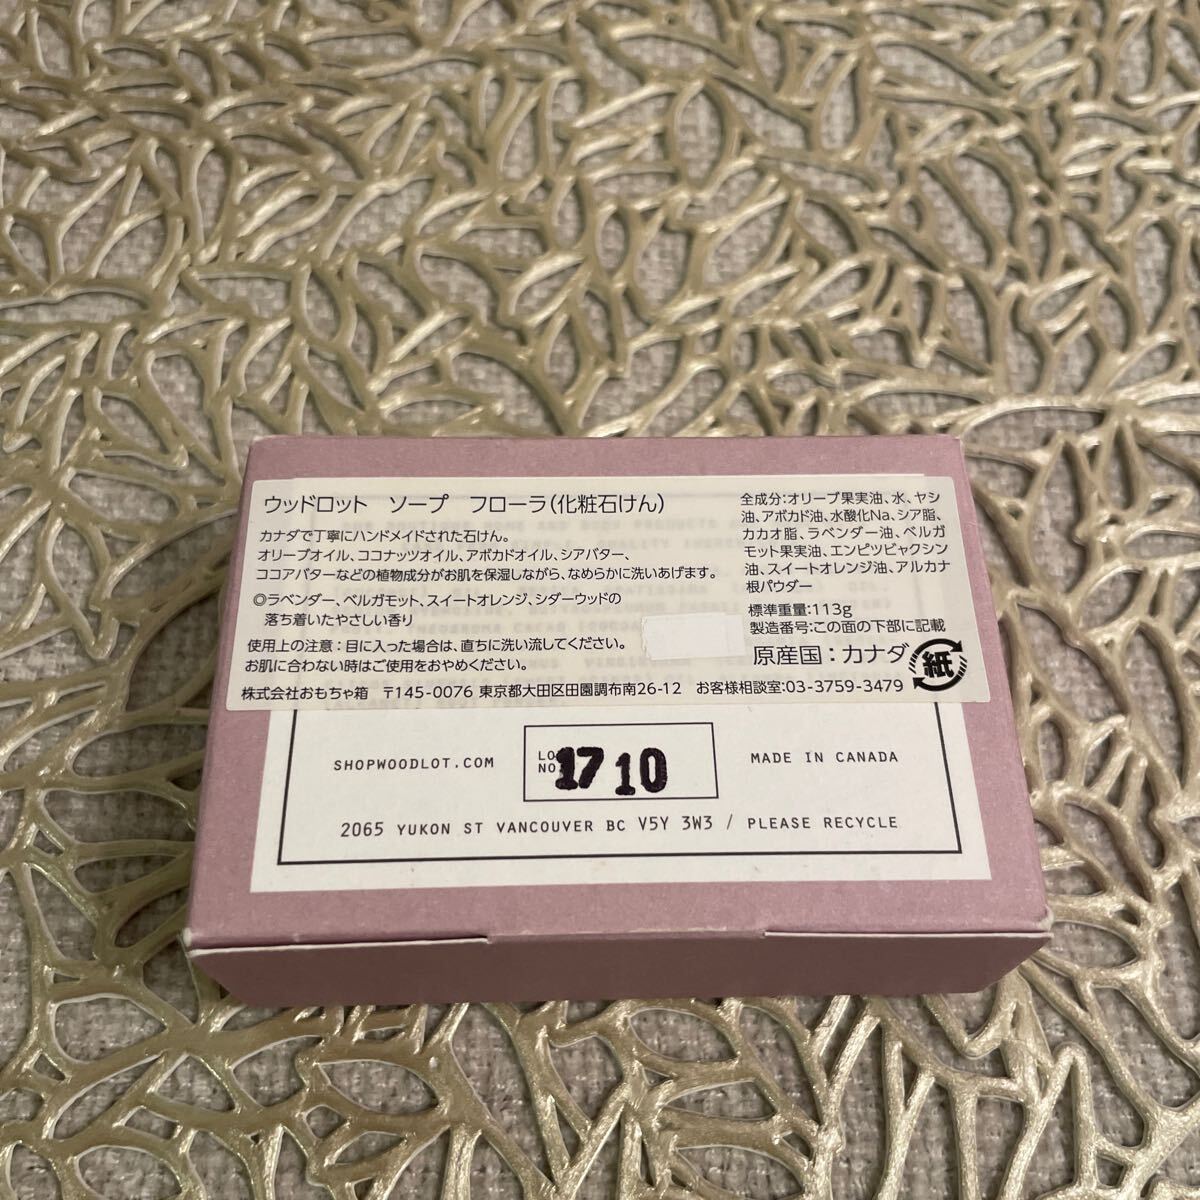 ウッドロット　ソープ　フローラ（化粧石けん）
カナダで丁寧にハンドメイドされた石けん。
オリーブオイル、ココナッツオイル、アボカドオイル、シアバター、
ココアバターなどの植物成分がお肌を保湿しながら、なめらかに洗いあげます。
◎ラベンダー、ベルガモット、スイートオレンジ、シダーウッドの
落ち着いたやさしい香り
使用上の注意：目に入った場合は、直ちに洗い流してください。
お肌に合わない時はご使用をおやめください。
全成分：オリーブ果実油、水、ヤシ
油、アボカド油、水酸化Na、シア脂、
カカオ脂、ラベンダー油、ベルガ
モット果実油、エンピツビャクシン
油、スイートオレンジ油、アルカナ
根パウダー
標準重量：113g
製造番号：この面の下部に記載
原産国：カナダ
紙
株式会社おもちゃ箱　〒145-0076 東京都大田区田園調布南26-12　お客様相談室：03-3759-3479
SHOPWOODLOT.COM
NO.
1710
MADE IN CANADA
2065 YUKON ST VANCOUVER BC V5Y 3W3 / PLEASE RECYCLE